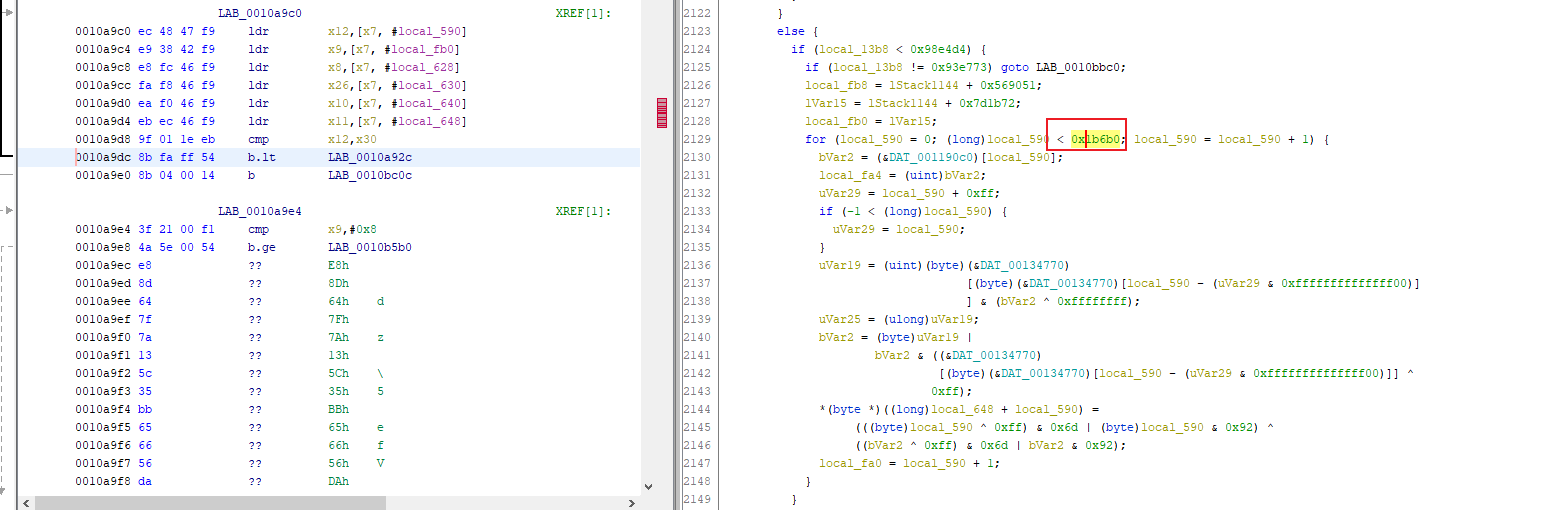 LAB_0010a9c0 XREF[1]:
0010a9c0 ec 48 47 f9 ldr x12,[x7, #local_590]
0010a9c4 e9 38 42 f9 ldr x9,[x7, #local_fb0]
0010a9c8 e8 fc 46 f9 ldr x8,[x7, #local_628]
0010a9cc fa f8 46 f9 ldr x26,[x7, #local_630]
0010a9d0 ea f0 46 f9 ldr x10,[x7, #local_640]
0010a9d4 eb ec 46 f9 ldr x11,[x7, #local_648]
0010a9d8 9f 01 1e eb cmp x12,x30
0010a9dc 8b fa ff 54 b.lt LAB_0010a92c
0010a9e0 8b 04 00 14 b LAB_0010bc0c
LAB_0010a9e4 XREF[1]:
0010a9e4 3f 21 00 f1 cmp x9,#0x8
0010a9e8 4a 5e 00 54 b.ge LAB_0010b5b0
0010a9ec e8 ?? E8h
0010a9ed 8d ?? 8Dh
0010a9ee 64 ?? 64h d
0010a9ef 7f ?? 7Fh
0010a9f0 7a ?? 7Ah z
0010a9f1 13 ?? 13h
0010a9f2 5c ?? 5Ch \
0010a9f3 35 ?? 35h 5
0010a9f4 bb ?? BBh
0010a9f5 65 ?? 65h e
0010a9f6 66 ?? 66h f
0010a9f7 56 ?? 56h V
0010a9f8 da ?? DAh
2122 }
2123 else {
2124 if (local_13b8 < 0x98e4d4) {
2125 if (local_13b8 != 0x93e773) goto LAB_0010bbc0;
2126 local_fb8 = lStack1144 + 0x569051;
2127 lVar15 = lStack1144 + 0x7d1b72;
2128 local_fb0 = lVar15;
2129 for (local_590 = 0; (long)local_590 < 0x1b6b0; local_590 = local_590 + 1) {
2130 bVar2 = (&DAT_001190c0)[local_590];
2131 local_fa4 = (uint)bVar2;
2132 uVar29 = local_590 + 0xff;
2133 if (-1 < (long)local_590) {
2134 uVar29 = local_590;
2135 }
2136 uVar19 = (uint)(byte)(&DAT_00134770)
2137 [(byte)(&DAT_00134770)[local_590 - (uVar29 & 0xffffffffffffff00)]
2138 ] & (bVar2 ^ 0xffffffff);
2139 uVar25 = (ulong)uVar19;
2140 bVar2 = (byte)uVar19 |
2141 bVar2 & ((&DAT_00134770)
2142 [(byte)(&DAT_00134770)[local_590 - (uVar29 & 0xffffffffffffff00)]] ^
2143 0xff);
2144 *(byte *)((long)local_648 + local_590) =
2145 (((byte)local_590 ^ 0xff) & 0x6d | (byte)local_590 & 0x92) ^
2146 ((bVar2 ^ 0xff) & 0x6d | bVar2 & 0x92);
2147 local_fa0 = local_590 + 1;
2148 }
2149 }